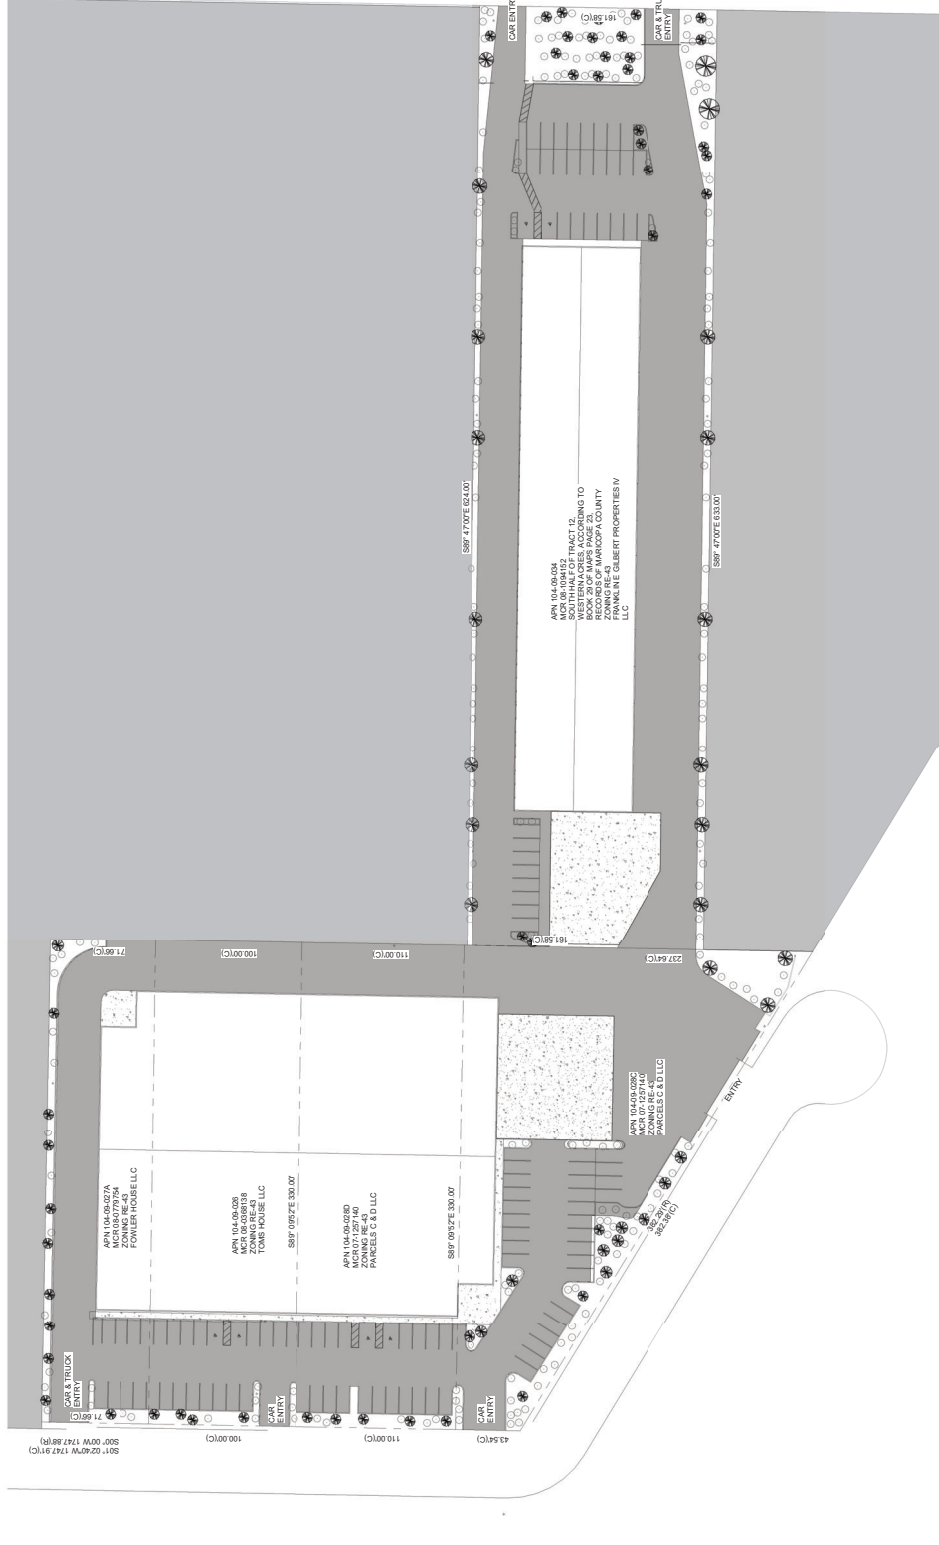 CAR ENTR
161.58'(C)
CAR & TRU
ENTRY
S89° 47'00"E 624.00'
APN 104-09-034
MCR 08-1094152
SOUTH HALF OF TRACT 12,
WESTERN ACRES, ACCORDING TO
BOOK 29 OF MAPS PAGE 23,
RECORDS OF MARICOPA COUNTY
ZONING RE-43
FRANKLIN E GILBERT PROPERTIES IV
LLC
S89° 47'00"E 633.00'
71.66'(C)
100.00'(C)
110.00'(C)
161.58'(C)
237.64'(C)
APN 104-09-027A
MCR 08-0779754
ZONING RE-43
FOWLER HOUSE LLC
APN 104-09-026
MCR 08-0368138
ZONING RE-43
TOMS HOUSE LLC
S89° 09'52"E 330.00'
APN 104-09-028D
MCR 07-1257140
ZONING RE-43
PARCELS C & D LLC
S89° 09'52"E 330.00'
APN 104-09-028C
MCR 07-1257140
ZONING RE-43
PARCELS C & D LLC
ENTRY
382.20'(R)
382.38'(C)
CAR & TRUCK
ENTRY
71.66'(C)
CAR
ENTRY
CAR
ENTRY
100.00'(C)
110.00'(C)
43.54'(C)
S00° 00'W 1747.88'(R)
S01° 02'40"W 1747.91'(C)